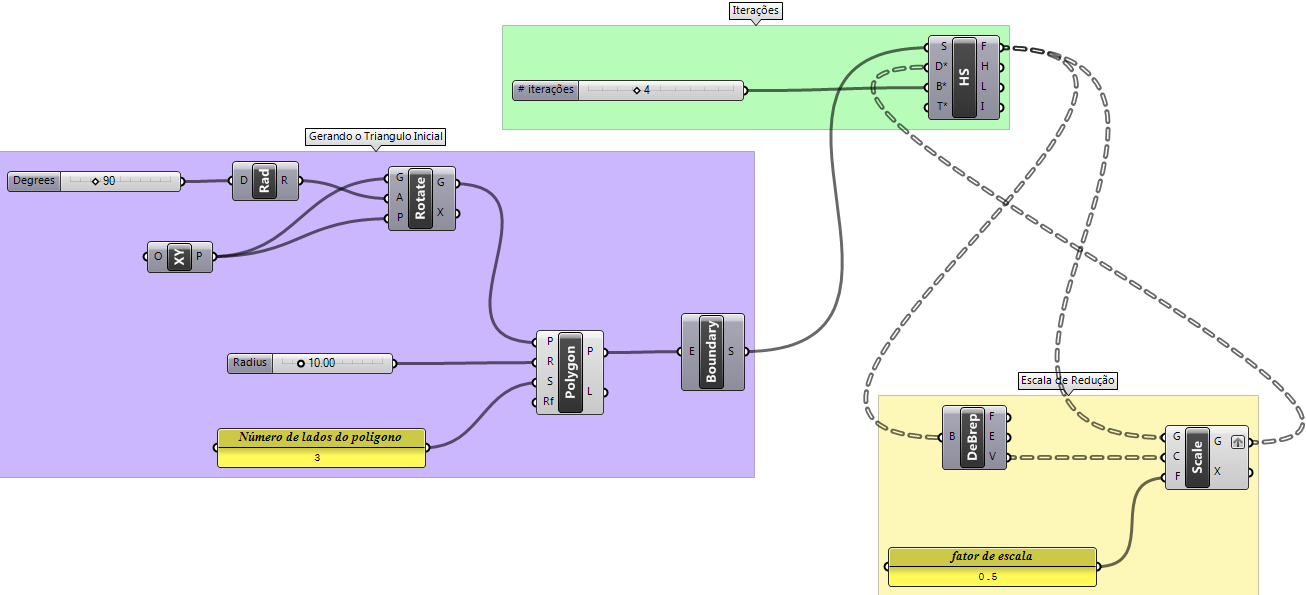 Iterações
# iterações
4
S
D*
B*
T*
HS
F
H
L
I
Gerando o Triangulo Inicial
Degrees
90
D
Rad
R
G
A
P
Rotate
G
X
O
XY
P
Radius
10.00
P
R
S
Rf
Polygon
P
L
E
Boundary
S
Número de lados do poligono
3
Escala de Redução
B
DeBrep
F
E
V
G
C
F
Scale
G
X
fator de escala
0.5